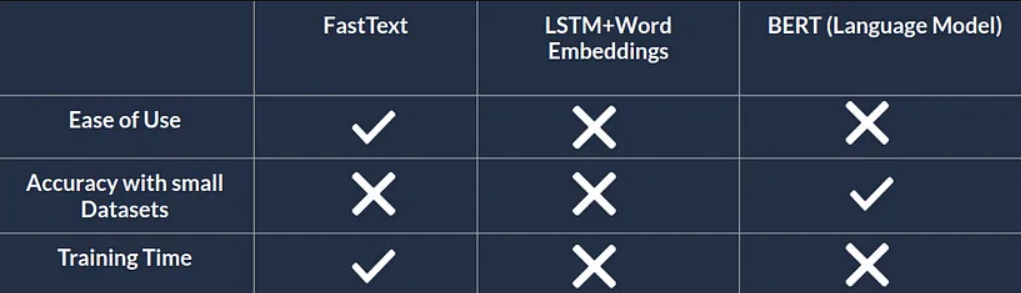 FastText
LSTM+Word
Embeddings
BERT (Language Model)
Ease of Use
Accuracy with small
Datasets
Training Time